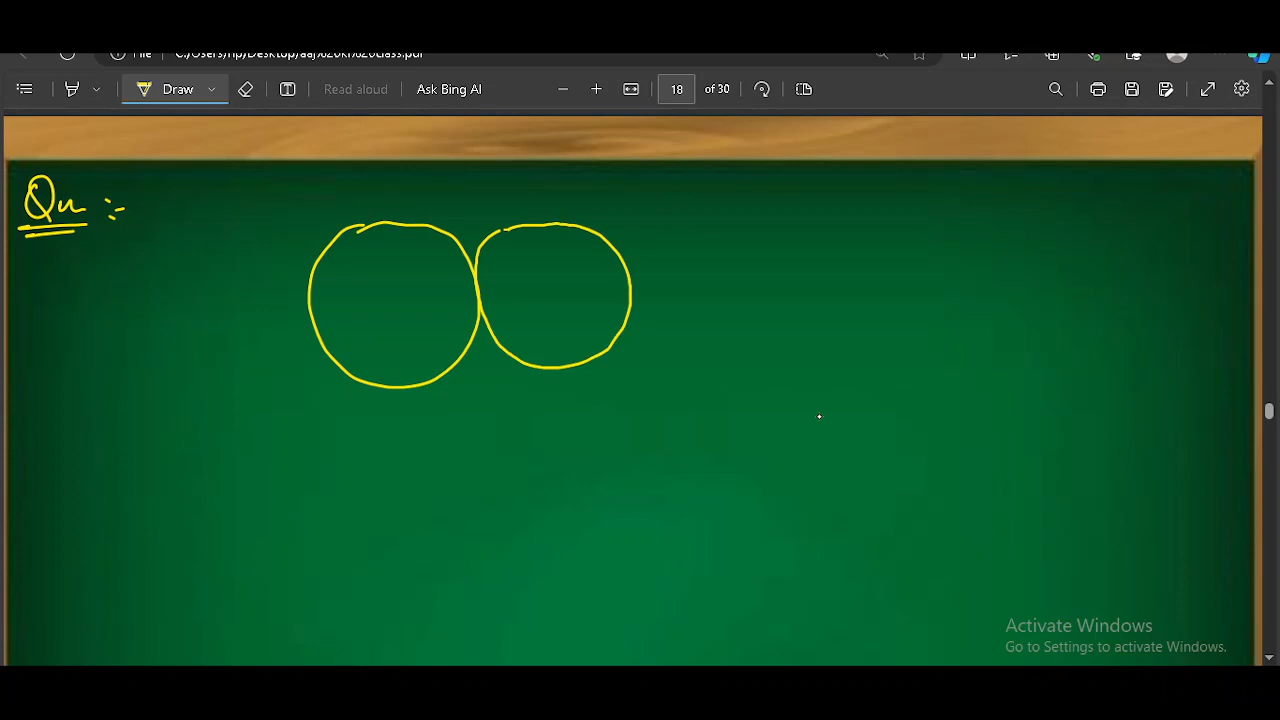 File C:/Users/hp/Desktop/aaj%20ki%20class.pdf
Draw Read aloud Ask Bing AI 18 of 30
Qu :-
Activate Windows
Go to Settings to activate Windows.